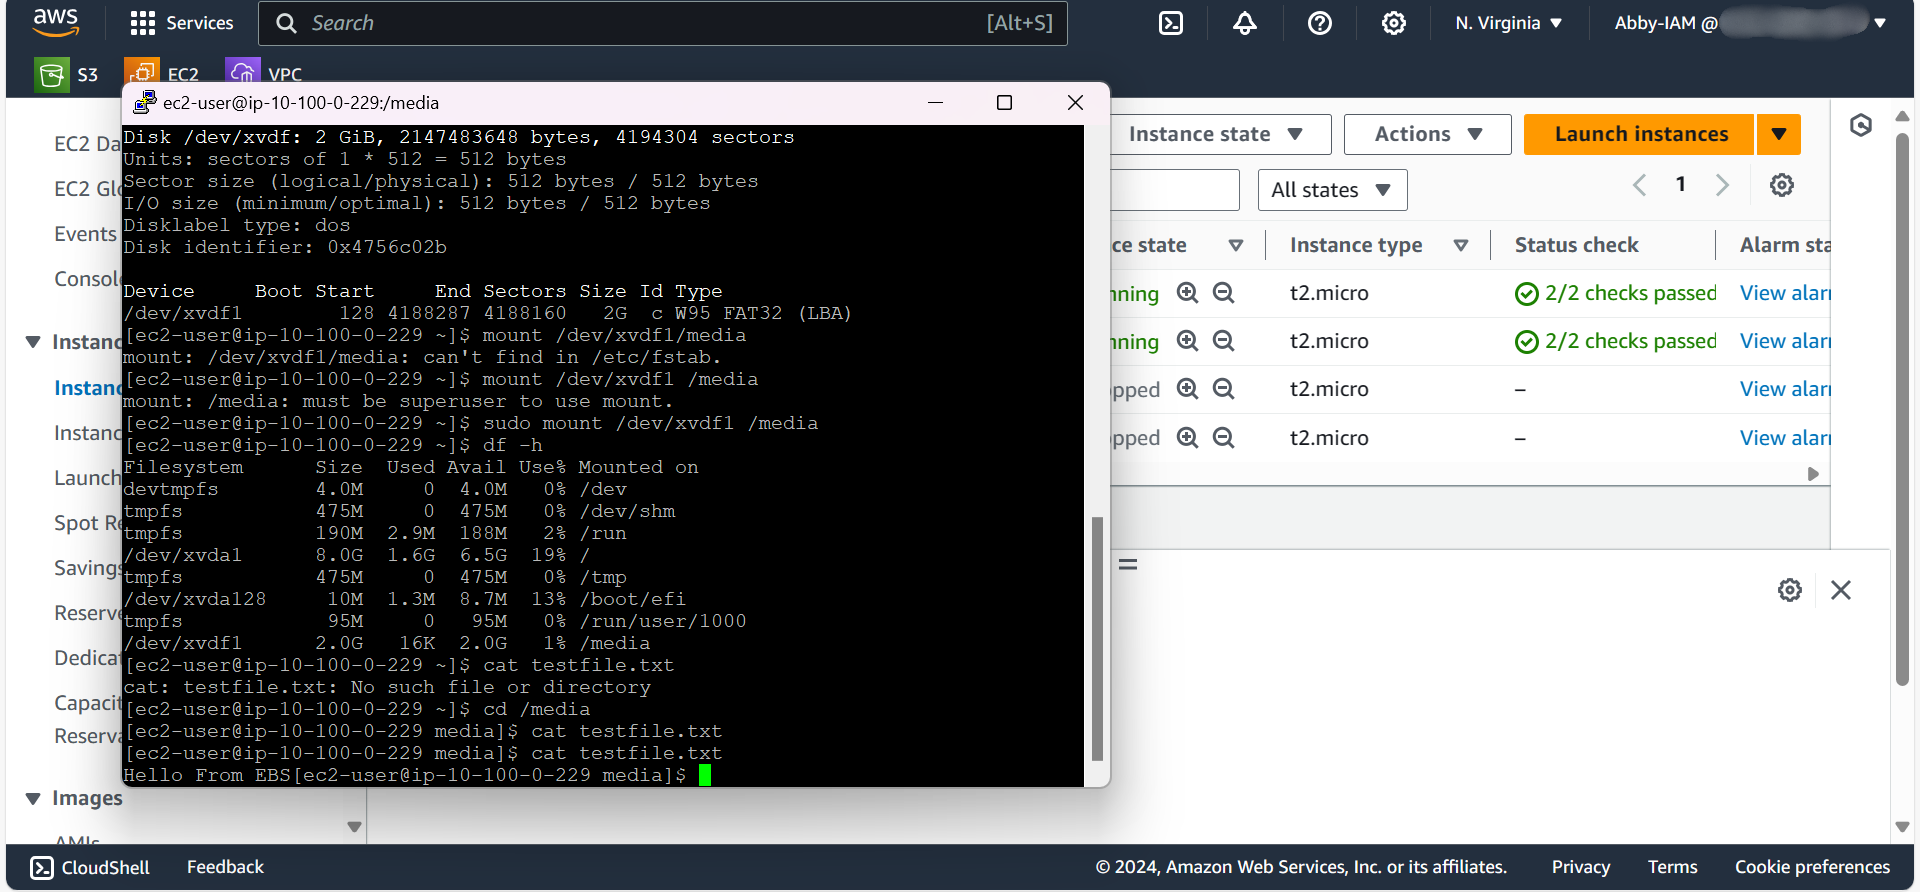 aws
Services
Search [Alt+S]
N. Virginia
Abby-IAM @
S3
EC2
VPC
ec2-user@ip-10-100-0-229:/media
Disk /dev/xvdf: 2 GiB, 2147483648 bytes, 4194304 sectors
Units: sectors of 1 * 512 = 512 bytes
Sector size (logical/physical): 512 bytes / 512 bytes
I/O size (minimum/optimal): 512 bytes / 512 bytes
Disklabel type: dos
Disk identifier: 0x4756c02b
Device     Boot Start     End Sectors Size Id Type
/dev/xvdf1        128 4188287 4188160   2G  c W95 FAT32 (LBA)
[ec2-user@ip-10-100-0-229 ~]$ mount /dev/xvdf1/media
mount: /dev/xvdf1/media: can't find in /etc/fstab.
[ec2-user@ip-10-100-0-229 ~]$ mount /dev/xvdf1 /media
mount: /media: must be superuser to use mount.
[ec2-user@ip-10-100-0-229 ~]$ sudo mount /dev/xvdf1 /media
[ec2-user@ip-10-100-0-229 ~]$ df -h
Filesystem      Size  Used Avail Use% Mounted on
devtmpfs        4.0M     0  4.0M   0% /dev
tmpfs           475M     0  475M   0% /dev/shm
tmpfs           190M  2.9M  188M   2% /run
/dev/xvda1      8.0G  1.6G  6.5G  19% /
tmpfs           475M     0  475M   0% /tmp
/dev/xvda128     10M  1.3M  8.7M  13% /boot/efi
tmpfs            95M     0   95M   0% /run/user/1000
/dev/xvdf1      2.0G   16K  2.0G   1% /media
[ec2-user@ip-10-100-0-229 ~]$ cat testfile.txt
cat: testfile.txt: No such file or directory
[ec2-user@ip-10-100-0-229 ~]$ cd /media
[ec2-user@ip-10-100-0-229 media]$ cat testfile.txt
[ec2-user@ip-10-100-0-229 media]$ cat testfile.txt
Hello From EBS[ec2-user@ip-10-100-0-229 media]$
EC2 Da
EC2 Glo
Events
Consol
Instanc
Instanc
Instanc
Launch
Spot Re
Savings
Reserve
Dedicat
Capacit
Reserva
Images
AMIs
Instance state
Actions
Launch instances
All states
1
ce state Instance type Status check Alarm sta
nning t2.micro 2/2 checks passed View alar
nning t2.micro 2/2 checks passed View alar
pped t2.micro – View alar
pped t2.micro – View alar
CloudShell Feedback © 2024, Amazon Web Services, Inc. or its affiliates. Privacy Terms Cookie preferences